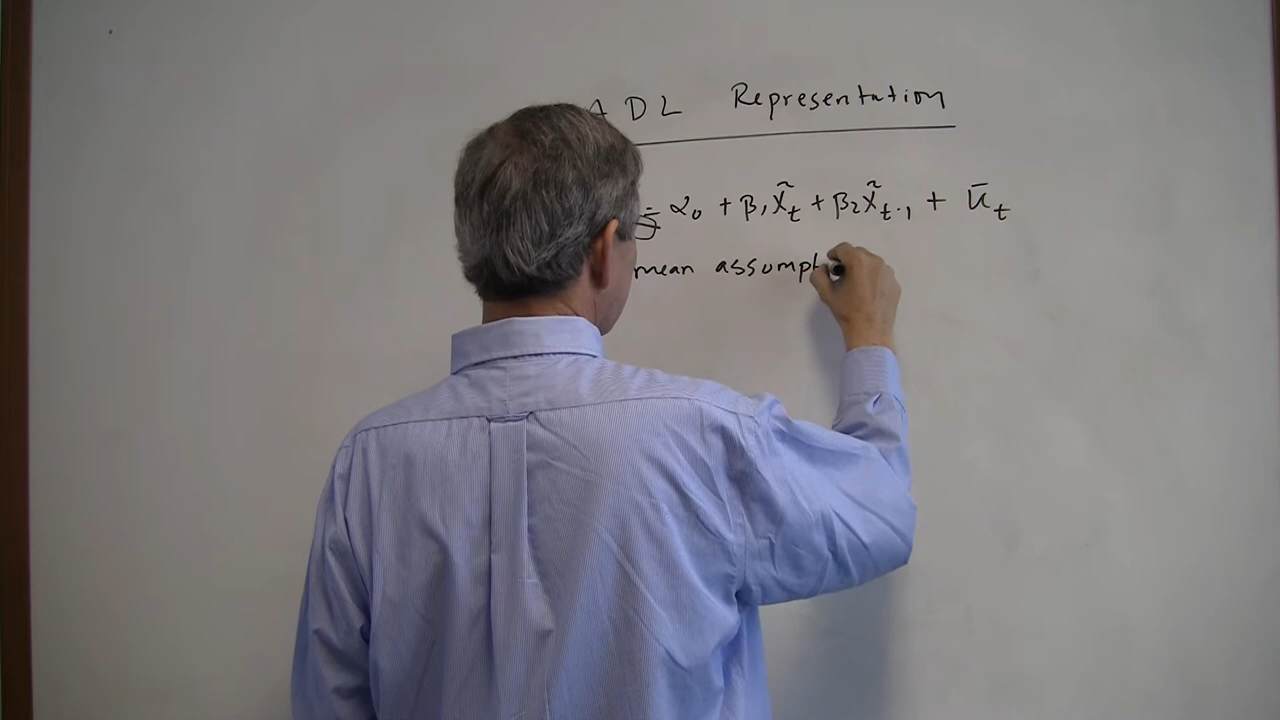 ADL Representation
= α₀ + β₁X̃ₜ + β₂X̃ₜ₋₁ + ūₜ
mean assumpt